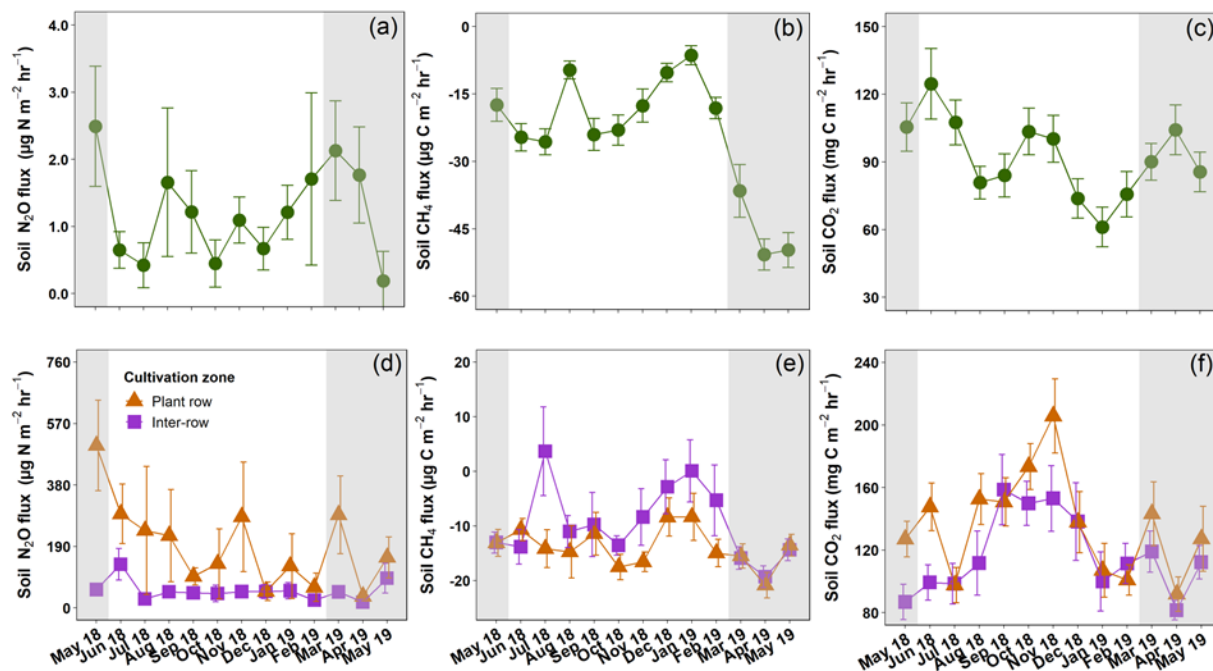 (a)
Soil N₂O flux (µg N m⁻² hr⁻¹)
4.0
3.0
2.0
1.0
0.0
(b)
Soil CH₄ flux (µg C m⁻² hr⁻¹)
0
-15
-30
-45
-60
(c)
Soil CO₂ flux (mg C m⁻² hr⁻¹)
150
120
90
60
30
(d)
Soil N₂O flux (µg N m⁻² hr⁻¹)
760
570
380
190
0
Cultivation zone
Plant row
Inter-row
May 18
Jun 18
Jul 18
Aug 18
Sep 18
Oct 18
Nov 18
Dec 18
Jan 19
Feb 19
Mar 19
Apr 19
May 19
(e)
Soil CH₄ flux (µg C m⁻² hr⁻¹)
20
10
0
-10
-20
May 18
Jun 18
Jul 18
Aug 18
Sep 18
Oct 18
Nov 18
Dec 18
Jan 19
Feb 19
Mar 19
Apr 19
May 19
(f)
Soil CO₂ flux (mg C m⁻² hr⁻¹)
240
200
160
120
80
May 18
Jun 18
Jul 18
Aug 18
Sep 18
Oct 18
Nov 18
Dec 18
Jan 19
Feb 19
Mar 19
Apr 19
May 19